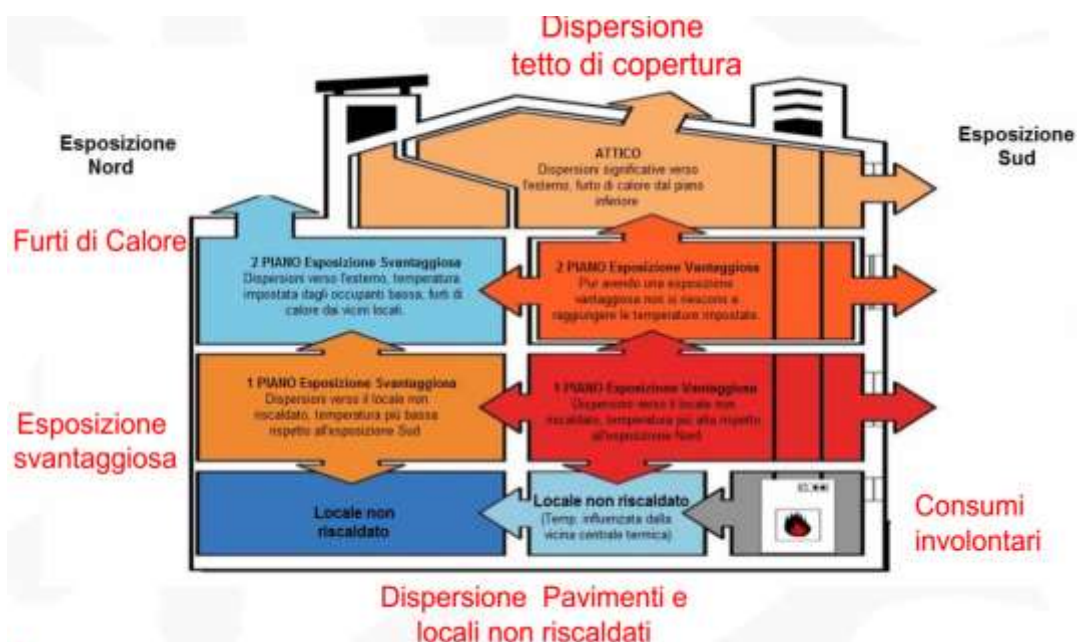 Dispersione
tetto di copertura
Esposizione
Nord
Esposizione
Sud
ATTICO
Dispersioni significative verso
l'esterno, furto di calore dal piano
inferiore
Furti di Calore
2 PIANO Esposizione Svantaggiosa
Dispersioni verso l'esterno, temperatura
impostata dagli occupanti bassa, furti di
calore dai vicini locali.
2 PIANO Esposizione Vantaggiosa
Pur avendo una esposizione
vantaggiosa non si riescono a
raggiungere le temperature impostate.
1 PIANO Esposizione Svantaggiosa
Dispersioni verso il locale non
riscaldato, temperatura più bassa
rispetto all'esposizione Sud
1 PIANO Esposizione Vantaggiosa
Dispersioni verso il locale non
riscaldato, temperatura più alta rispetto
all'esposizione Nord
Esposizione
svantaggiosa
Locale non
riscaldato
Locale non riscaldato
(Temp. influenzata dalla
vicina centrale termica)
Consumi
involontari
Dispersione Pavimenti e
locali non riscaldati